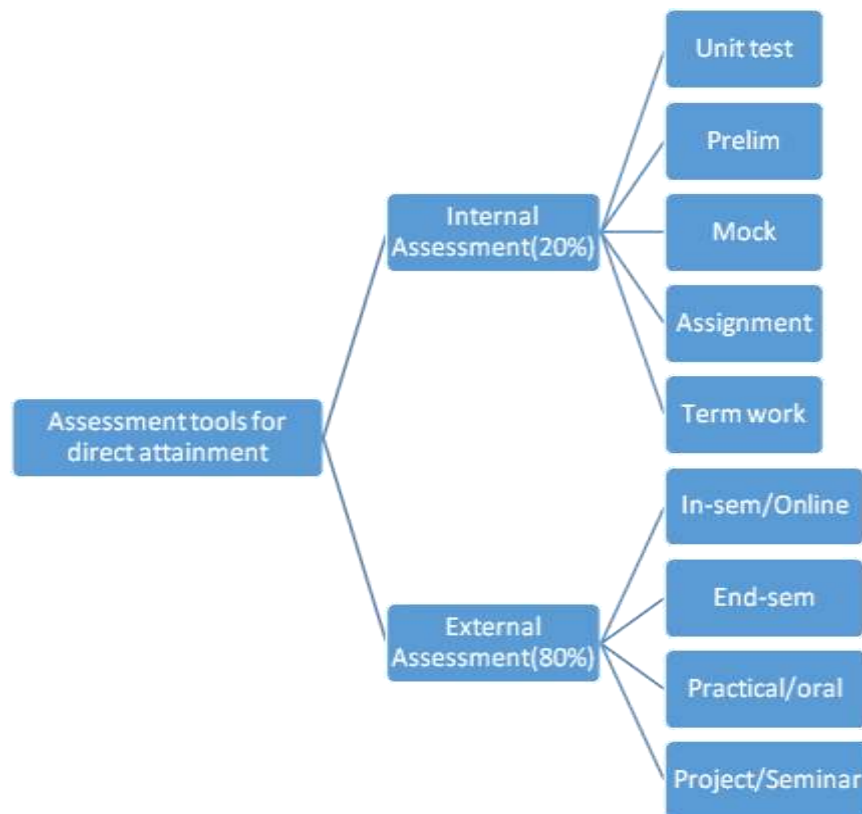 Assessment tools for
direct attainment
Internal
Assessment(20%)
Unit test
Prelim
Mock
Assignment
Term work
External
Assessment(80%)
In-sem/Online
End-sem
Practical/oral
Project/Seminar